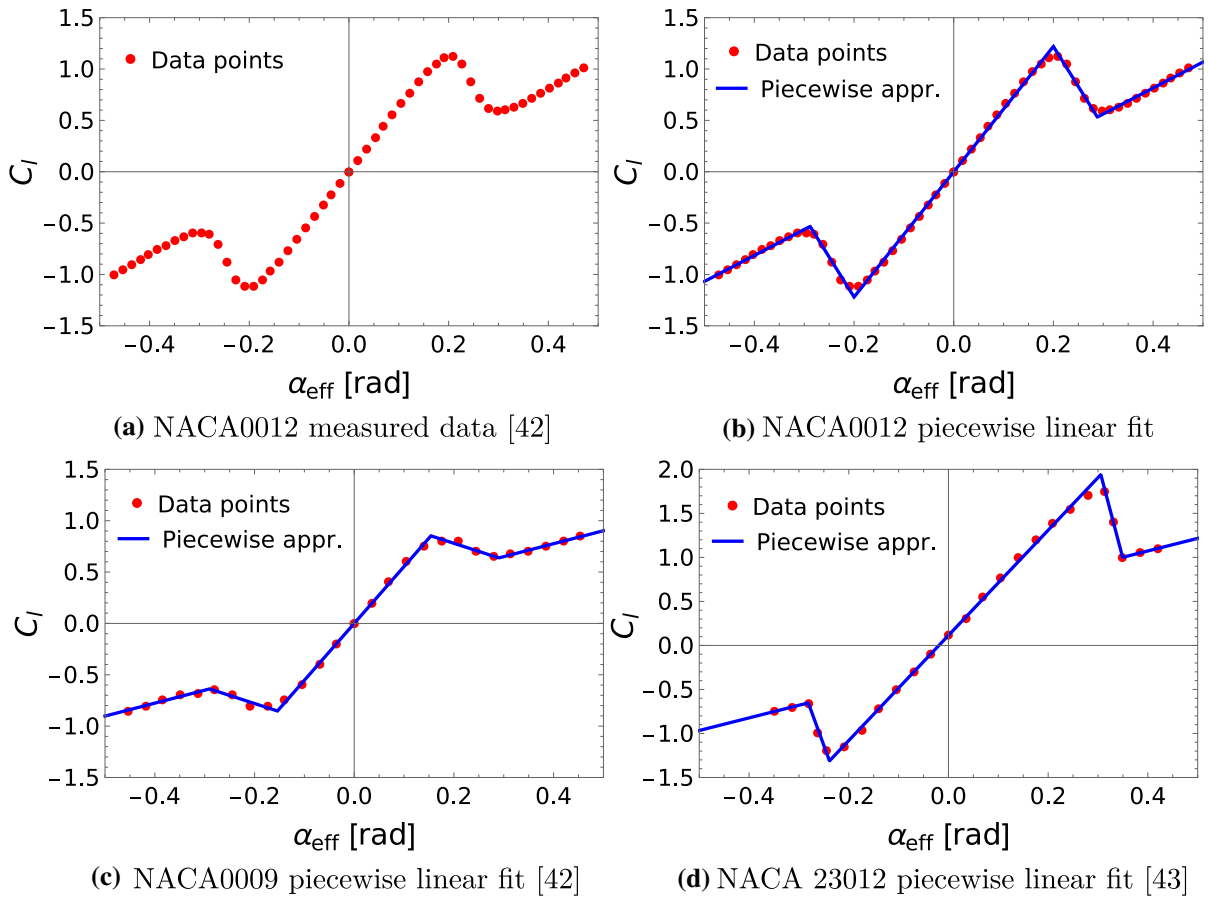 1.5
1.0
0.5
0.0
−0.5
−1.0
−1.5
C_l
Data points
−0.4 −0.2 0.0 0.2 0.4
α_eff [rad]
(a) NACA0012 measured data [42]
1.5
1.0
0.5
0.0
−0.5
−1.0
−1.5
C_l
Data points
Piecewise appr.
−0.4 −0.2 0.0 0.2 0.4
α_eff [rad]
(b) NACA0012 piecewise linear fit
1.5
1.0
0.5
0.0
−0.5
−1.0
−1.5
C_l
Data points
Piecewise appr.
−0.4 −0.2 0.0 0.2 0.4
α_eff [rad]
(c) NACA0009 piecewise linear fit [42]
2.0
1.5
1.0
0.5
0.0
−0.5
−1.0
−1.5
C_l
Data points
Piecewise appr.
−0.4 −0.2 0.0 0.2 0.4
α_eff [rad]
(d) NACA 23012 piecewise linear fit [43]